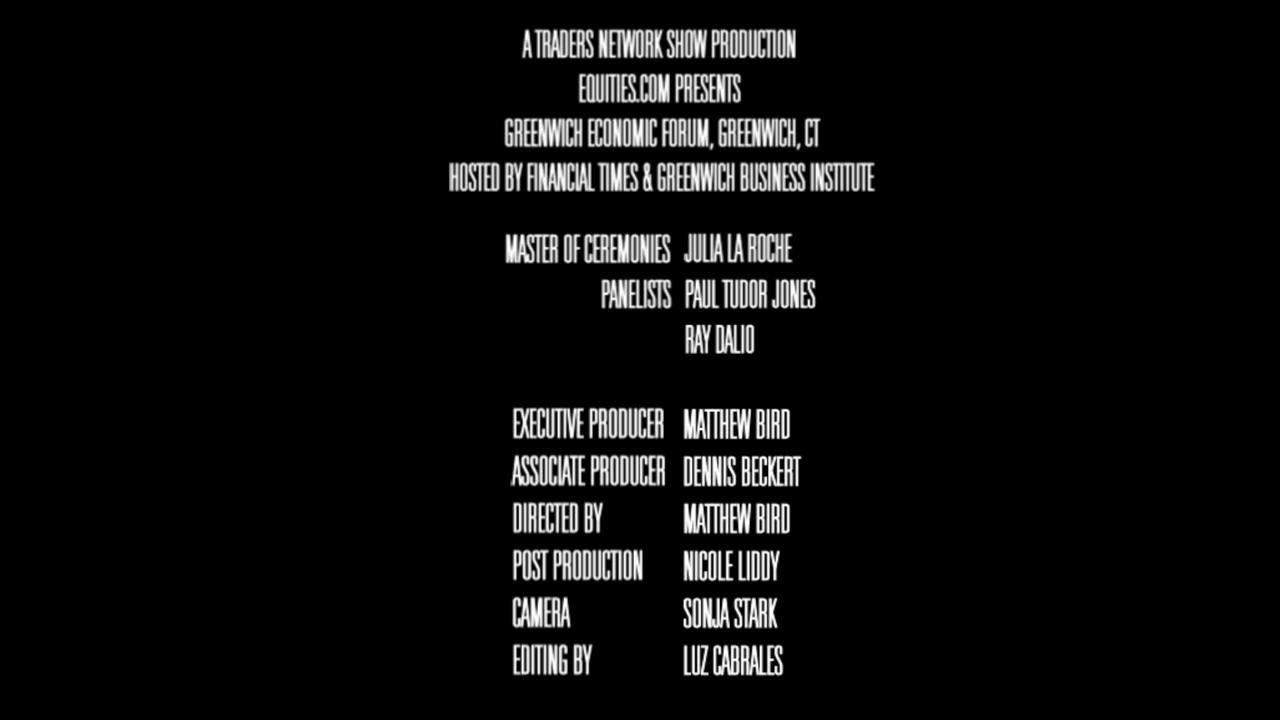 A TRADERS NETWORK SHOW PRODUCTION
EQUITIES.COM PRESENTS
GREENWICH ECONOMIC FORUM, GREENWICH, CT
HOSTED BY FINANCIAL TIMES & GREENWICH BUSINESS INSTITUTE
MASTER OF CEREMONIES JULIA LA ROCHE
PANELISTS PAUL TUDOR JONES
RAY DALIO
EXECUTIVE PRODUCER MATTHEW BIRD
ASSOCIATE PRODUCER DENNIS BECKERT
DIRECTED BY MATTHEW BIRD
POST PRODUCTION NICOLE LIDDY
CAMERA SONJA STARK
EDITING BY LUZ CABRALES